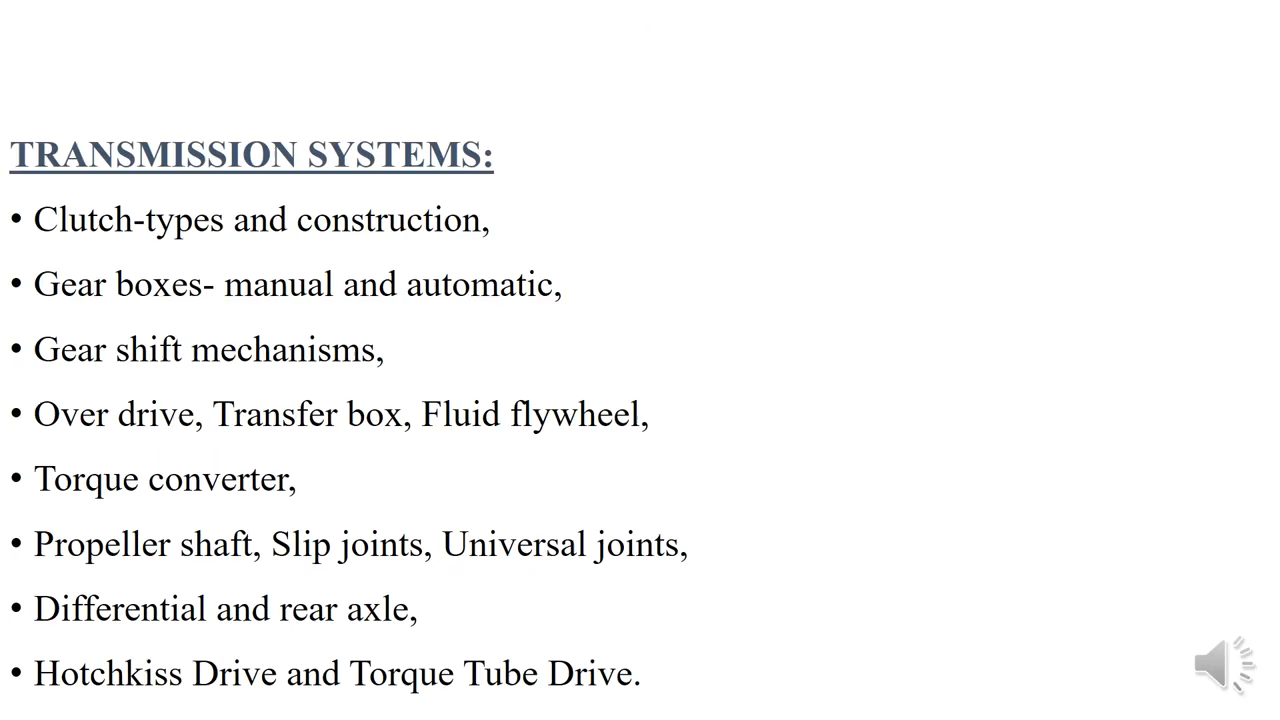 TRANSMISSION SYSTEMS:
• Clutch-types and construction,
• Gear boxes- manual and automatic,
• Gear shift mechanisms,
• Over drive, Transfer box, Fluid flywheel,
• Torque converter,
• Propeller shaft, Slip joints, Universal joints,
• Differential and rear axle,
• Hotchkiss Drive and Torque Tube Drive.